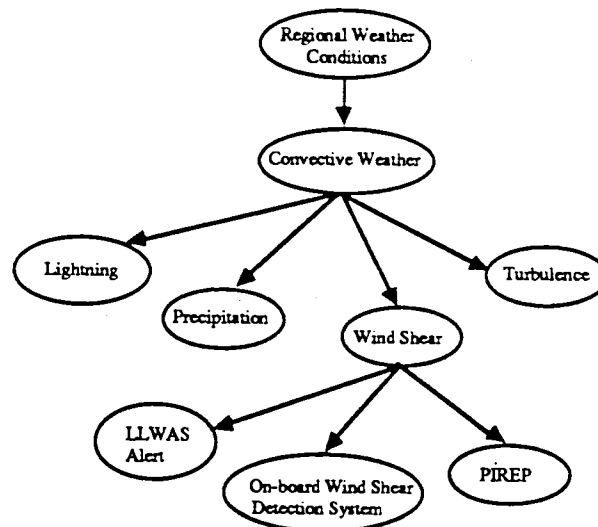 Regional Weather
Conditions
Convective Weather
Lightning
Precipitation
Turbulence
Wind Shear
LLWAS
Alert
On-board Wind Shear
Detection System
PIREP